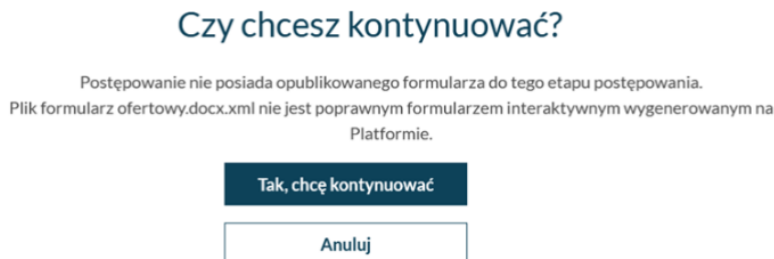 Czy chcesz kontynuować?
Postępowanie nie posiada opublikowanego formularza do tego etapu postępowania.
Plik formularz ofertowy.docx.xml nie jest poprawnym formularzem interaktywnym wygenerowanym na
Platformie.
Tak, chcę kontynuować
Anuluj